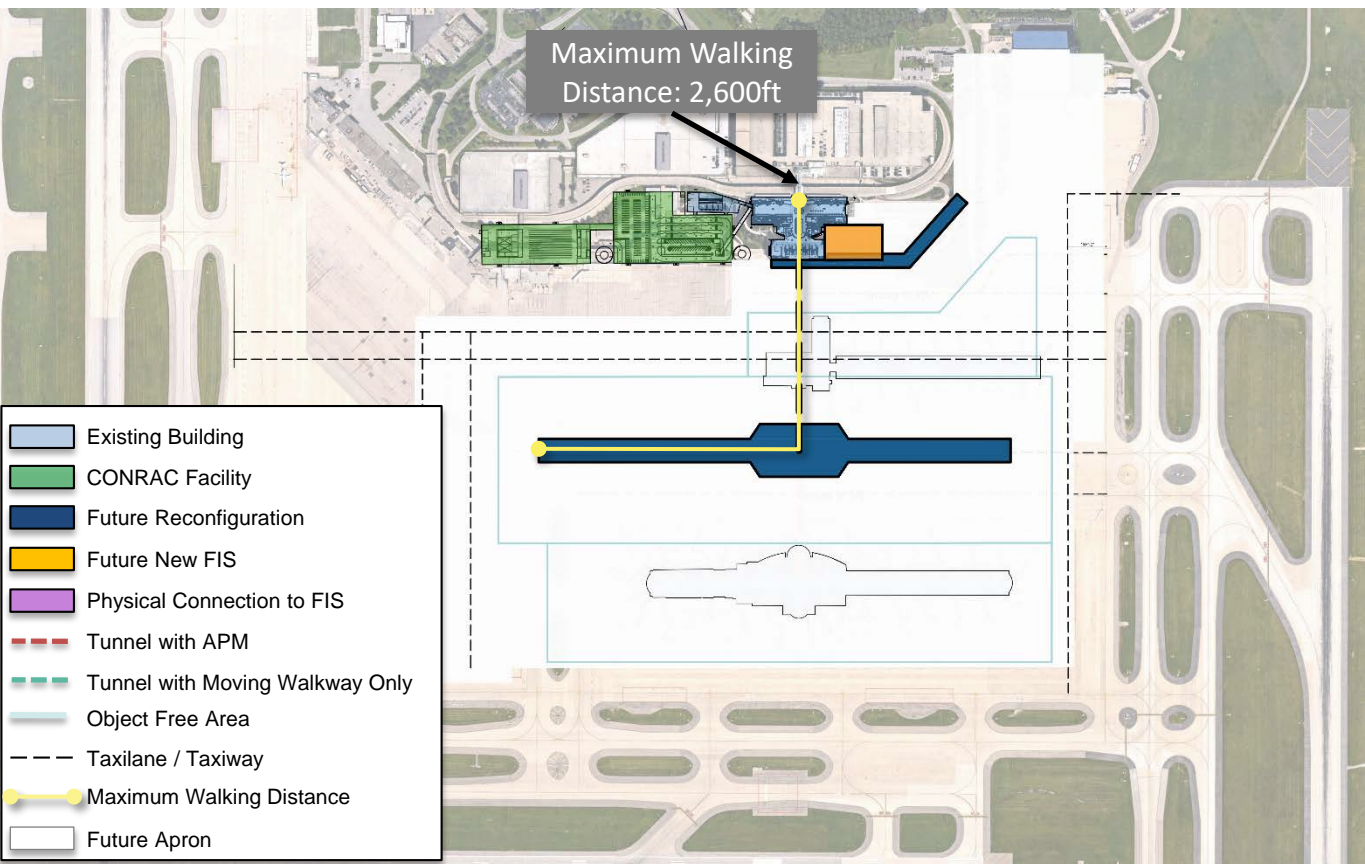 Maximum Walking
Distance: 2,600ft
Existing Building
CONRAC Facility
Future Reconfiguration
Future New FIS
Physical Connection to FIS
Tunnel with APM
Tunnel with Moving Walkway Only
Object Free Area
Taxilane / Taxiway
Maximum Walking Distance
Future Apron